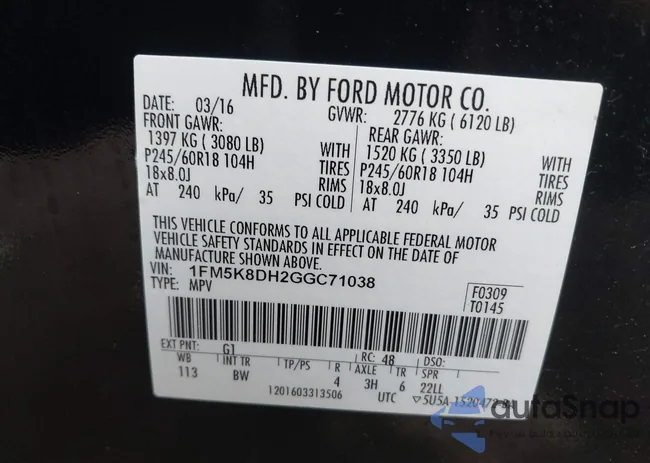 MFD. BY FORD MOTOR CO.
DATE: 03/16 GVWR: 2776 KG ( 6120 LB)
FRONT GAWR: REAR GAWR:
1397 KG ( 3080 LB) WITH 1520 KG ( 3350 LB) WITH
P245/60R18 104H TIRES P245/60R18 104H TIRES
18x8.0J RIMS 18x8.0J RIMS
AT 240 kPa/ 35 PSI COLD AT 240 kPa/ 35 PSI COLD
THIS VEHICLE CONFORMS TO ALL APPLICABLE FEDERAL MOTOR
VEHICLE SAFETY STANDARDS IN EFFECT ON THE DATE OF
MANUFACTURE SHOWN ABOVE.
VIN: 1FM5K8DH2GGC71038
TYPE: MPV
F0309
T0145
EXT PNT: G1 RC: 48 DSO:
WB INT TR TP/PS R AXLE TR SPR
113 BW 4 3H 6 22LL
1201603313506 UTC ▽5U5A-1520472-
autoSnap